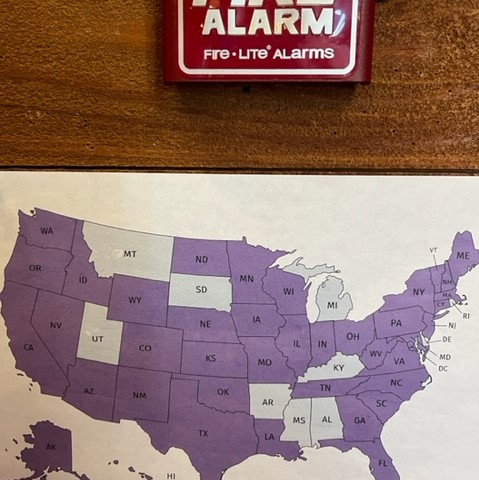 ALARM
FIRE•LITE® ALARMS
WA
MT
ND
MN
OR
ID
SD
WI
WY
MI
VT
ME
NH
NY
MA
CT
RI
NV
UT
NE
IA
PA
NJ
CA
CO
IL
IN
OH
DE
MD
DC
KS
MO
KY
WV
VA
AZ
NM
OK
AR
TN
NC
SC
TX
LA
MS
AL
GA
AK
HI
FL